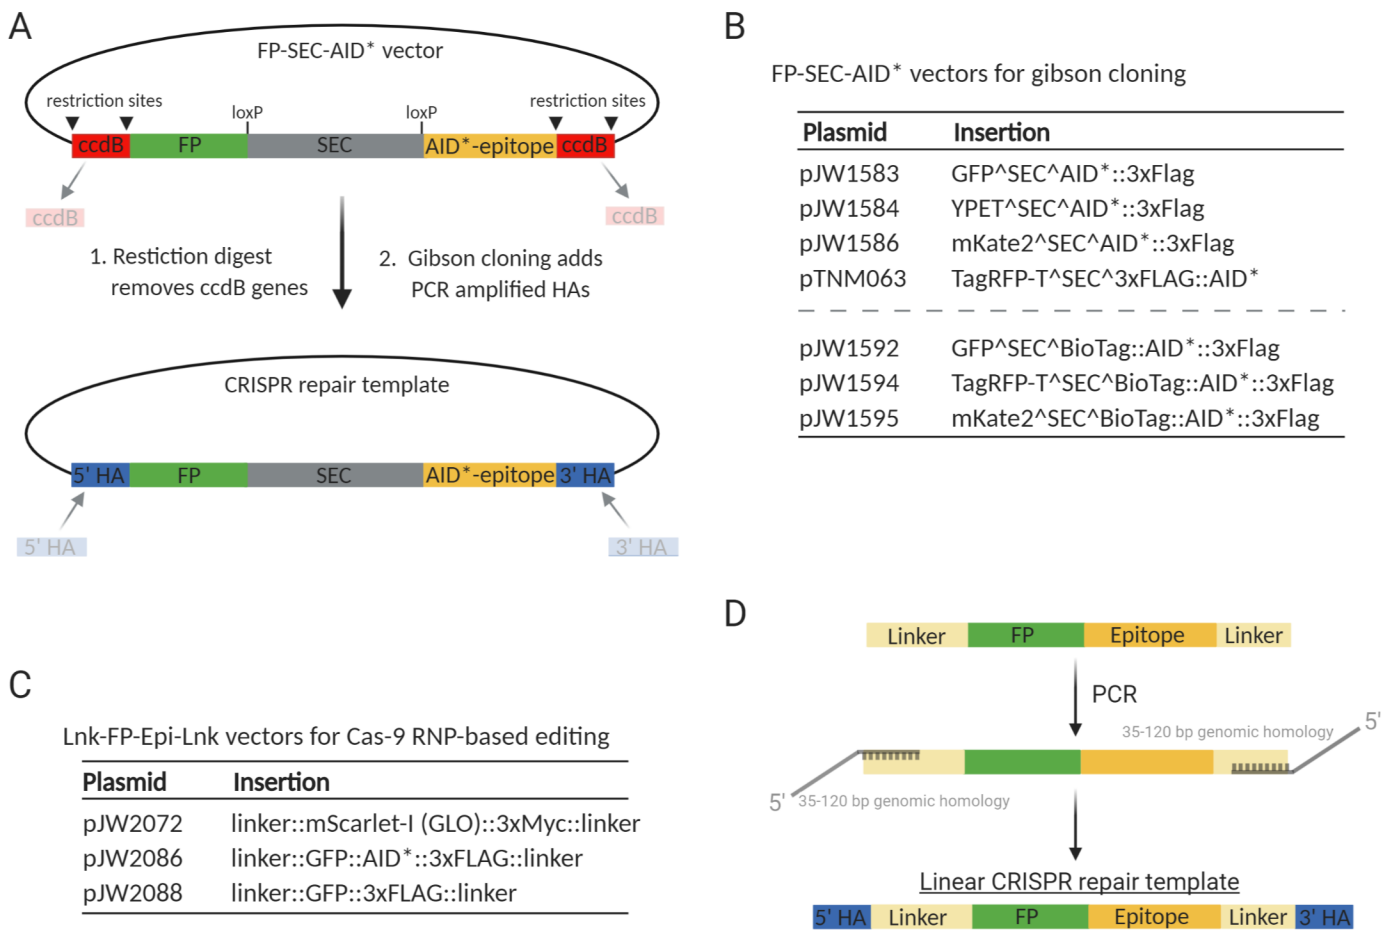 A
FP-SEC-AID* vector
restriction sites
restriction sites
loxP
loxP
ccdB
FP
SEC
AID*-epitope
ccdB
ccdB
ccdB
1. Restiction digest
removes ccdB genes
2. Gibson cloning adds
PCR amplified HAs
CRISPR repair template
5' HA
FP
SEC
AID*-epitope
3' HA
5' HA
3' HA
B
FP-SEC-AID* vectors for gibson cloning
Plasmid Insertion
pJW1583 GFP^SEC^AID*::3xFlag
pJW1584 YPET^SEC^AID*::3xFlag
pJW1586 mKate2^SEC^AID*::3xFlag
pTNM063 TagRFP-T^SEC^3xFLAG::AID*
pJW1592 GFP^SEC^BioTag::AID*::3xFlag
pJW1594 TagRFP-T^SEC^BioTag::AID*::3xFlag
pJW1595 mKate2^SEC^BioTag::AID*::3xFlag
C
Lnk-FP-Epi-Lnk vectors for Cas-9 RNP-based editing
Plasmid Insertion
pJW2072 linker::mScarlet-I (GLO)::3xMyc::linker
pJW2086 linker::GFP::AID*::3xFLAG::linker
pJW2088 linker::GFP::3xFLAG::linker
D
Linker
FP
Epitope
Linker
PCR
5'
35-120 bp genomic homology
5'
35-120 bp genomic homology
Linear CRISPR repair template
5' HA
Linker
FP
Epitope
Linker
3' HA